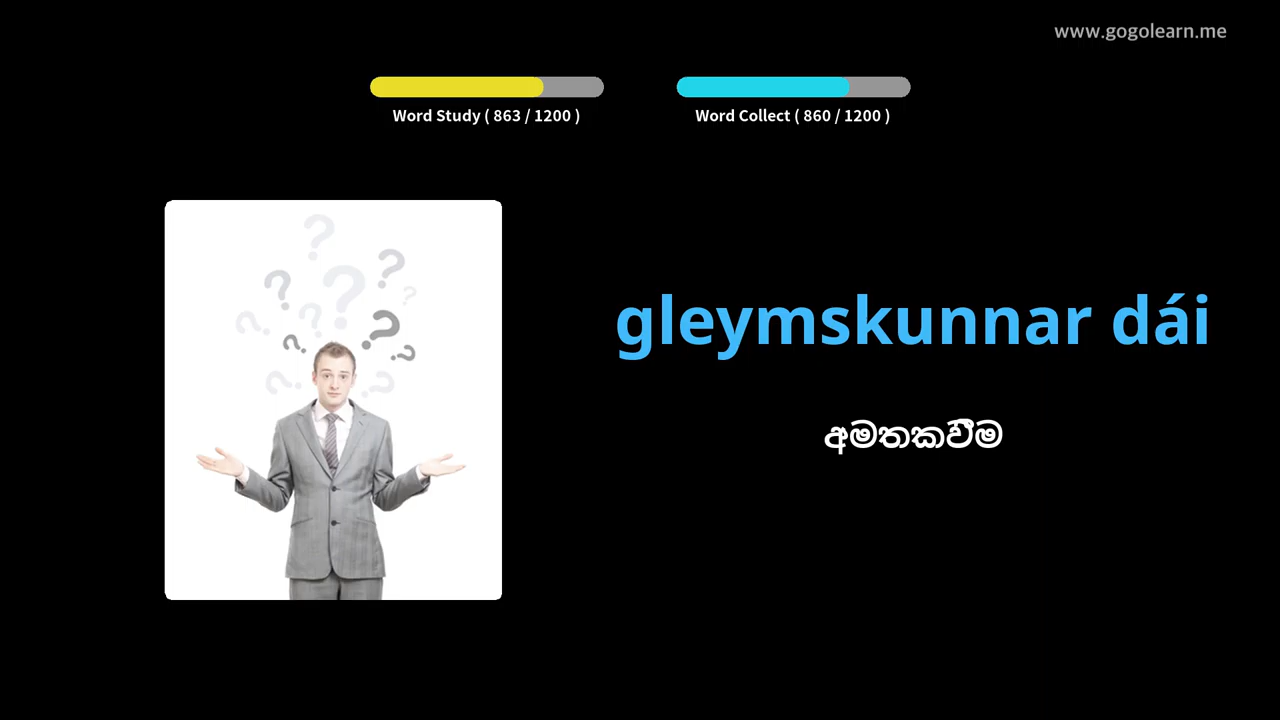 www.gogolearn.me
Word Study ( 863 / 1200 )
Word Collect ( 860 / 1200 )
gleymskunnar dái
අමතකවීම